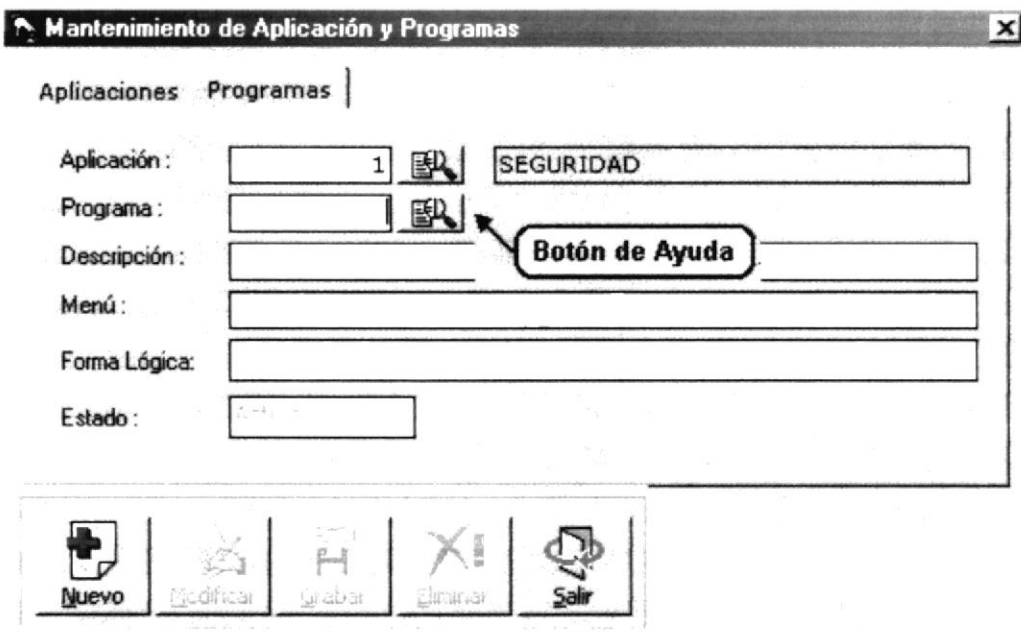 Mantenimiento de Aplicación y Programas
Aplicaciones Programas
Aplicación : 1 SEGURIDAD
Programa :
Botón de Ayuda
Descripción :
Menú :
Forma Lógica:
Estado :
Nuevo Modificar Grabar Eliminar Salir